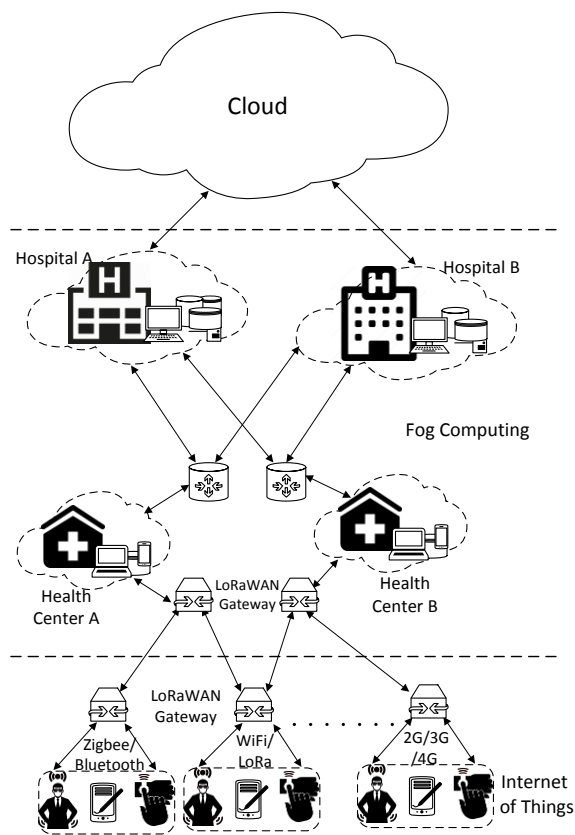 Cloud
Hospital A
H
Hospital B
H
Fog Computing
Health
Center A
LoRaWAN
Gateway
Health
Center B
LoRaWAN
Gateway
Zigbee/
Bluetooth
WiFi/
LoRa
2G/3G
/4G
Internet
of Things